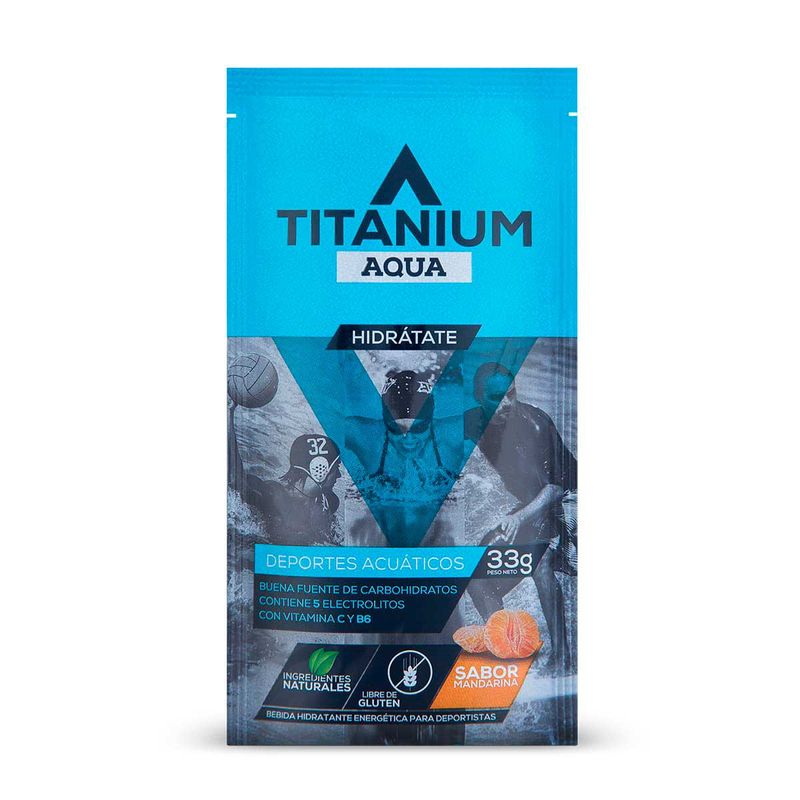 TITANIUM
AQUA
HIDRÁTATE
32
DEPORTES ACUÁTICOS
33g
PESO NETO
BUENA FUENTE DE CARBOHIDRATOS
CONTIENE 5 ELECTROLITOS
CON VITAMINA C Y B6
INGREDIENTES
NATURALES
LIBRE DE
GLUTEN
SABOR
MANDARINA
BEBIDA HIDRATANTE ENERGÉTICA PARA DEPORTISTAS